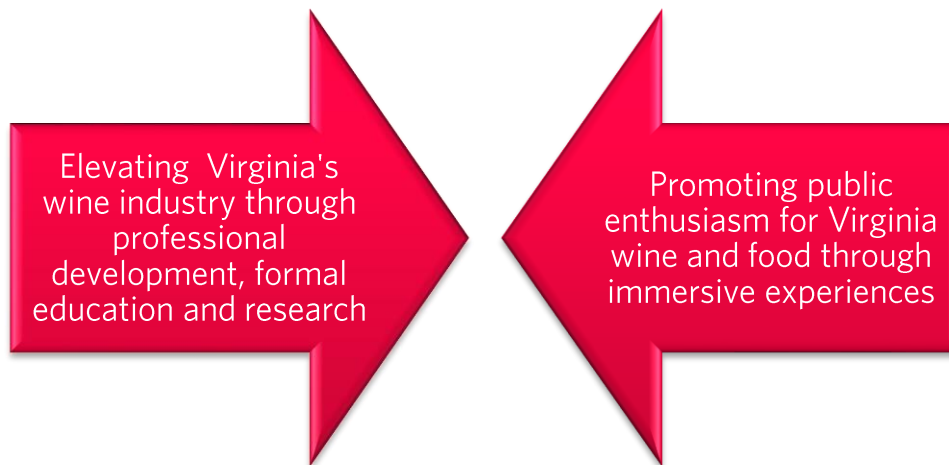 Elevating  Virginia's
wine industry through
professional
development, formal
education and research
Promoting public
enthusiasm for Virginia
wine and food through
immersive experiences